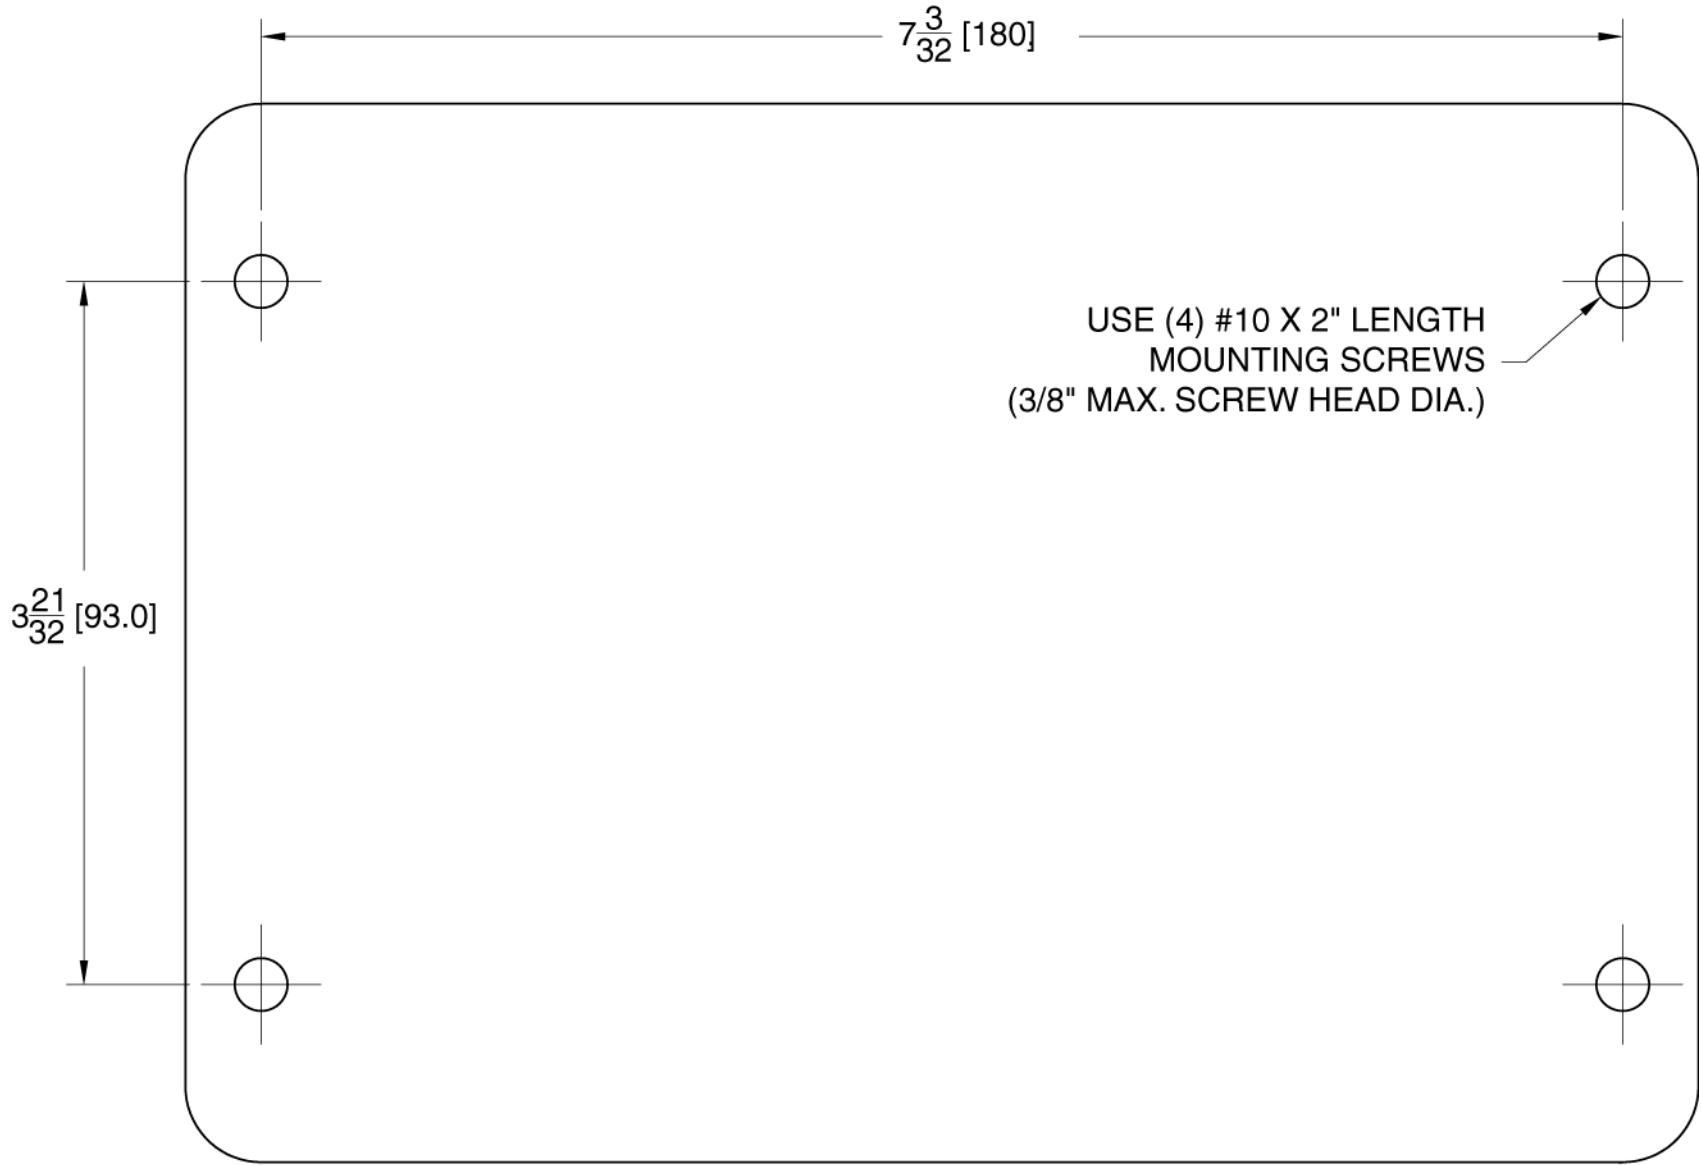 7 3/32 [180]
USE (4) #10 X 2" LENGTH
MOUNTING SCREWS
(3/8" MAX. SCREW HEAD DIA.)
3 21/32 [93.0]